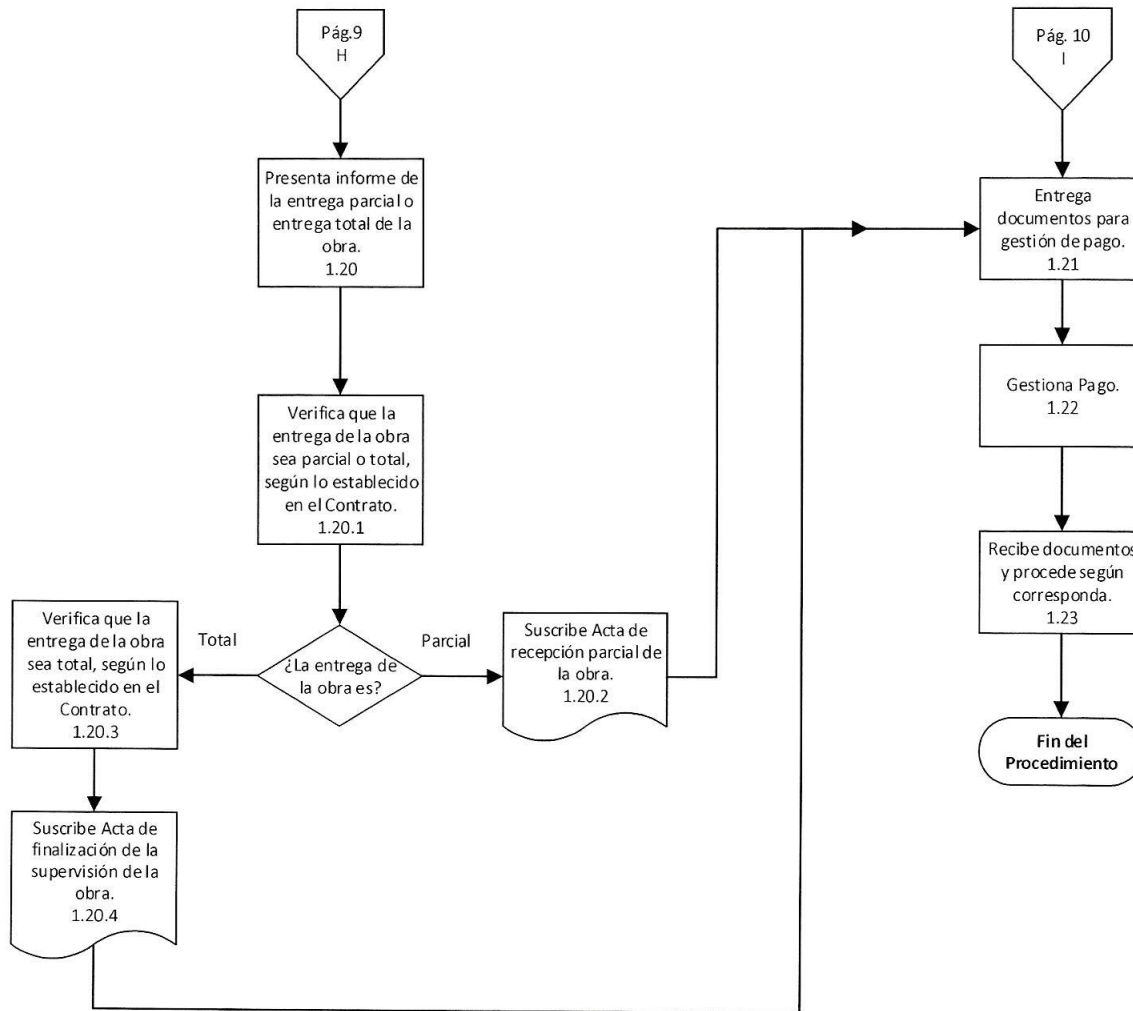 Pág.9
H
Presenta informe de
la entrega parcial o
entrega total de la
obra.
1.20
Verifica que la
entrega de la obra
sea parcial o total,
según lo establecido
en el Contrato.
1.20.1
¿La entrega de
la obra es?
Total
Parcial
Verifica que la
entrega de la obra
sea total, según lo
establecido en el
Contrato.
1.20.3
Suscribe Acta de
finalización de la
supervisión de la
obra.
1.20.4
Suscribe Acta de
recepción parcial de
la obra.
1.20.2
Pág. 10
I
Entrega
documentos para
gestión de pago.
1.21
Gestiona Pago.
1.22
Recibe documentos
y procede según
corresponda.
1.23
Fin del
Procedimiento